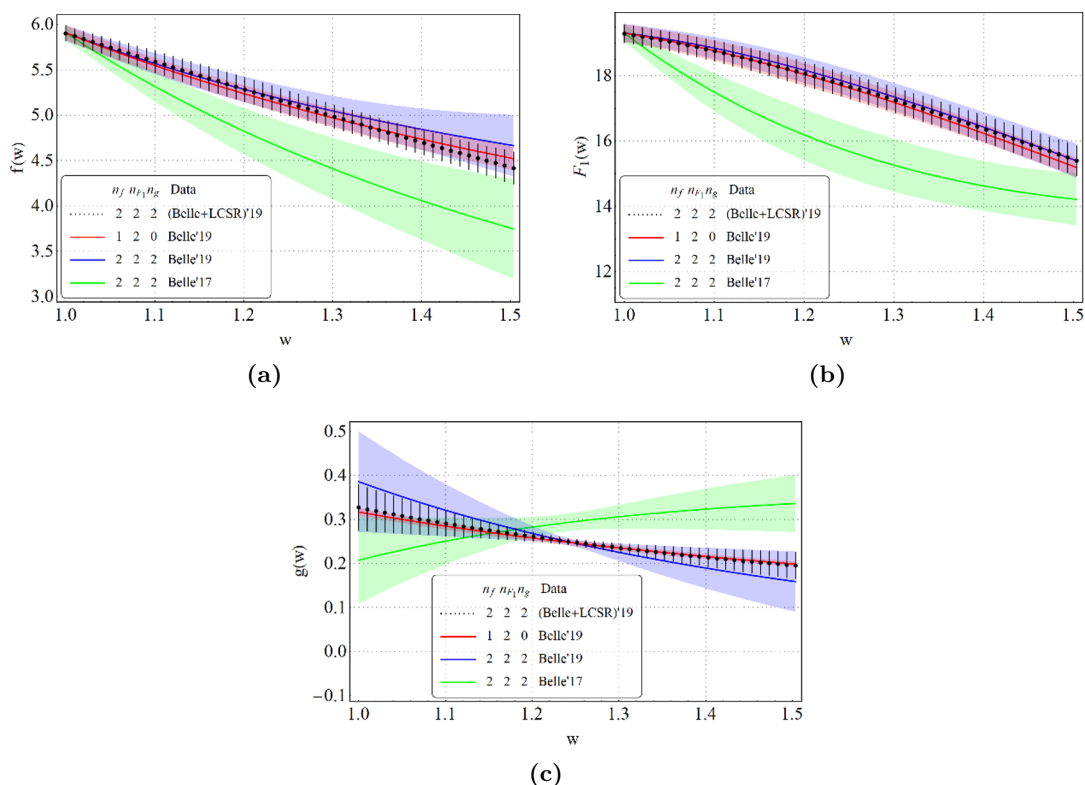 6.0
5.5
5.0
4.5
4.0
3.5
3.0
f(w)
n_f n_{F_1} n_g Data
2 2 2 (Belle+LCSR)'19
1 2 0 Belle'19
2 2 2 Belle'19
2 2 2 Belle'17
1.0 1.1 1.2 1.3 1.4 1.5
w
(a)
18
16
14
12
F_1(w)
n_f n_{F_1} n_g Data
2 2 2 (Belle+LCSR)'19
1 2 0 Belle'19
2 2 2 Belle'19
2 2 2 Belle'17
1.0 1.1 1.2 1.3 1.4 1.5
w
(b)
0.5
0.4
0.3
0.2
0.1
0.0
−0.1
g(w)
n_f n_{F_1} n_g Data
2 2 2 (Belle+LCSR)'19
1 2 0 Belle'19
2 2 2 Belle'19
2 2 2 Belle'17
1.0 1.1 1.2 1.3 1.4 1.5
w
(c)